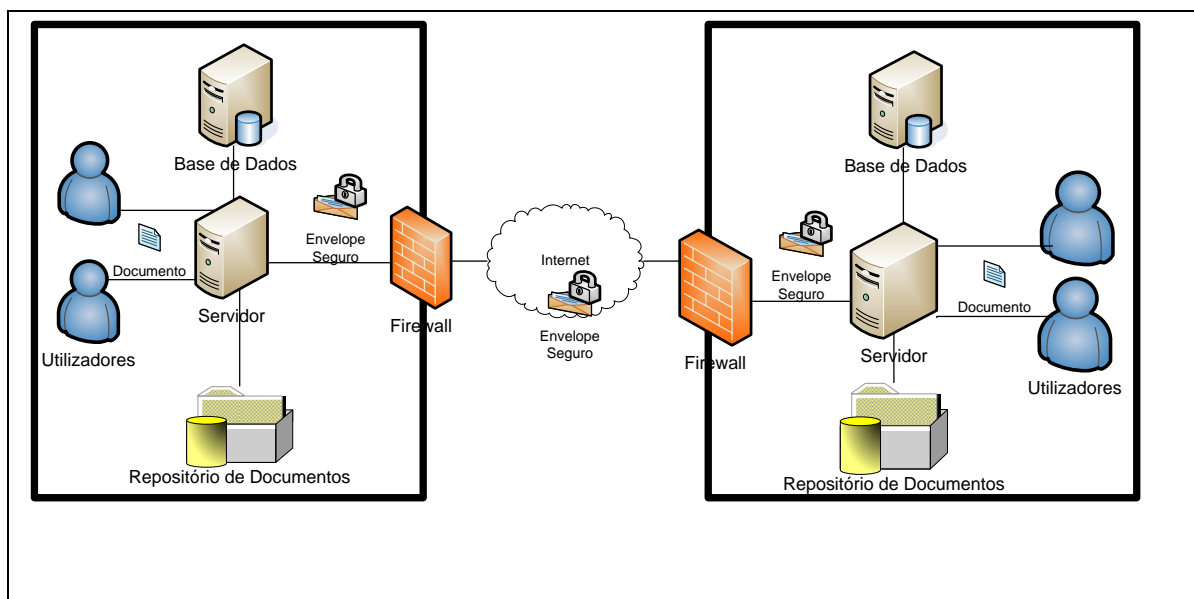 Base de Dados
Envelope
Seguro
Documento
Servidor
Utilizadores
Firewall
Repositório de Documentos
Internet
Envelope
Seguro
Base de Dados
Envelope
Seguro
Documento
Servidor
Firewall
Utilizadores
Repositório de Documentos